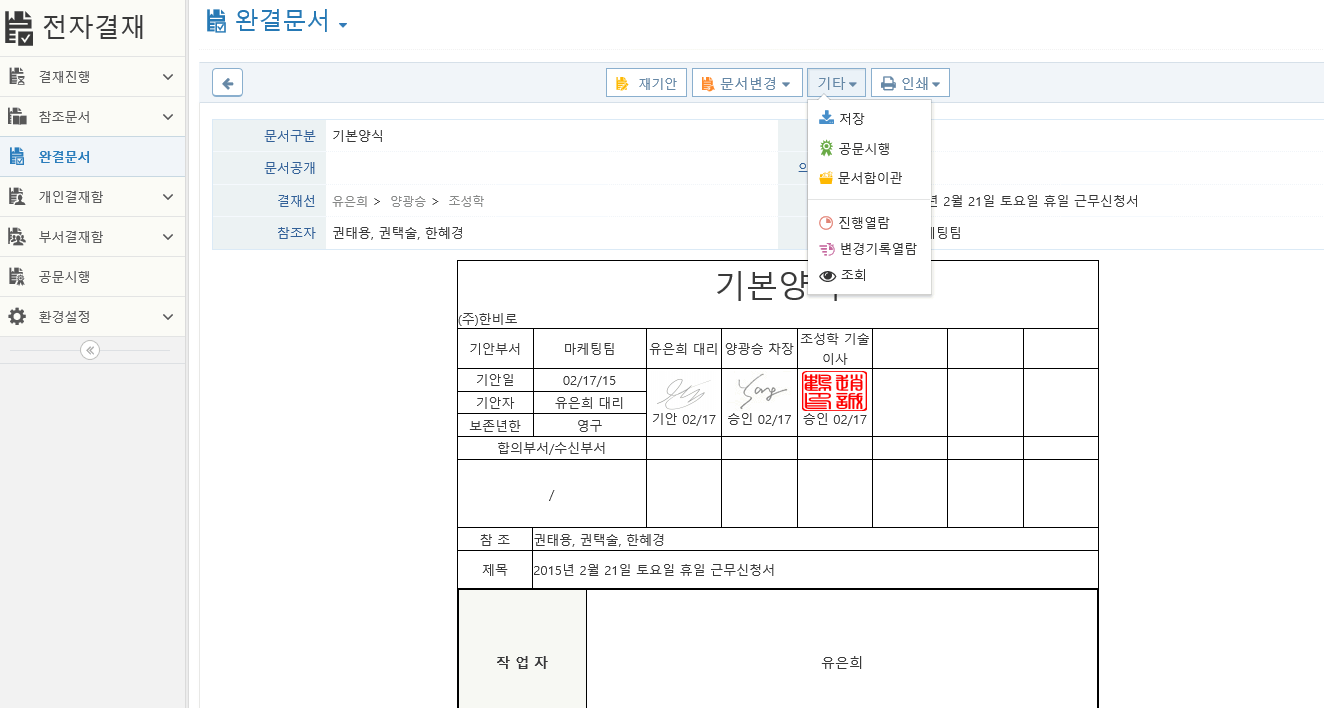 전자결재
결재진행
참조문서
완결문서
개인결재함
부서결재함
공문시행
환경설정
완결문서
재기안 문서변경 기타 인쇄
저장
공문시행
문서함이관
진행열람
변경기록열람
조회
문서구분 기본양식
문서공개
결재선 유은희 > 양광승 > 조성학 2월 21일 토요일 휴일 근무신청서
참조자 권태용, 권택술, 한혜경 케팅팀
기본양
(주)한비로
기안부서 마케팅팀 유은희 대리 양광승 차장 조성학 기술
이사
기안일 02/17/15
기안자 유은희 대리
보존년한 영구
기안 02/17 승인 02/17 승인 02/17
합의부서/수신부서
/
참 조 권태용, 권택술, 한혜경
제목 2015년 2월 21일 토요일 휴일 근무신청서
작 업 자 유은희